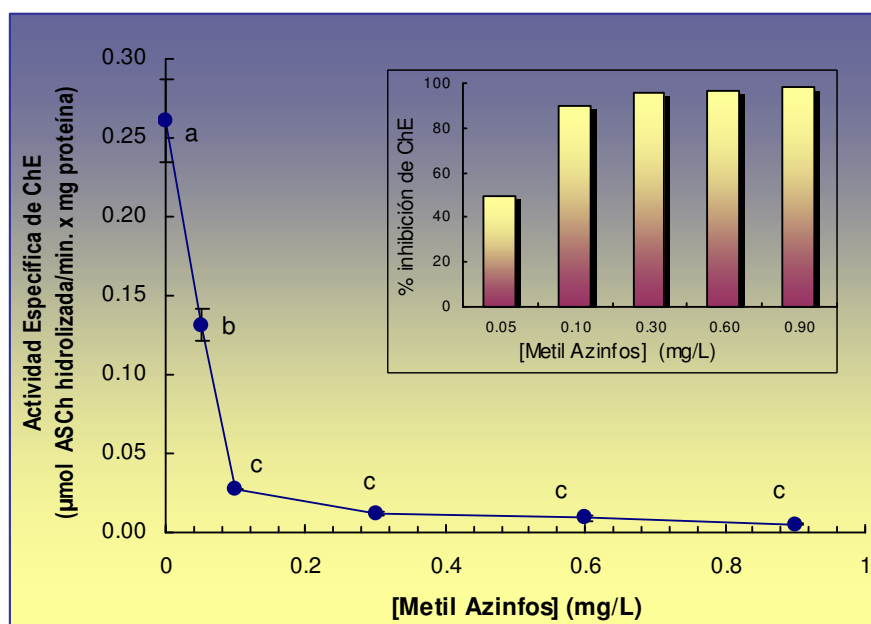 Actividad Específica de ChE
(µmol ASCh hidrolizada/min. x mg proteína)
0.30
0.25
0.20
0.15
0.10
0.05
0.00
a
b
c
c
c
c
% inhibición de ChE
100
80
60
40
20
0
0.05 0.10 0.30 0.60 0.90
[Metil Azinfos] (mg/L)
0 0.2 0.4 0.6 0.8 1
[Metil Azinfos] (mg/L)